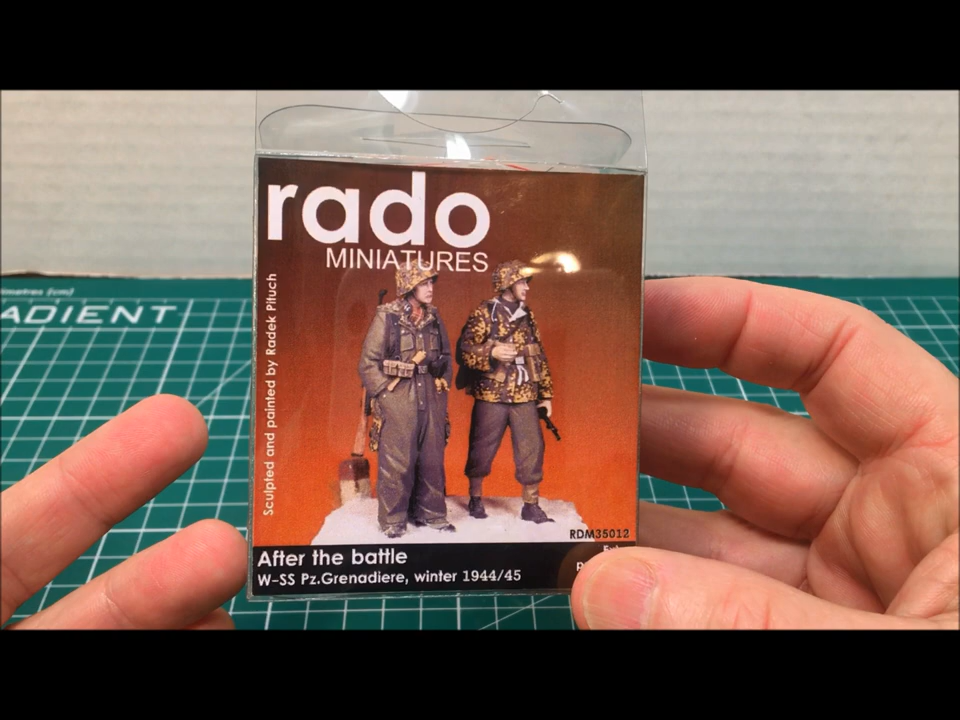 rado
MINIATURES
Sculpted and painted by Radek Pituch
RDM35012
After the battle
W-SS Pz.Grenadiere, winter 1944/45
ADIENT